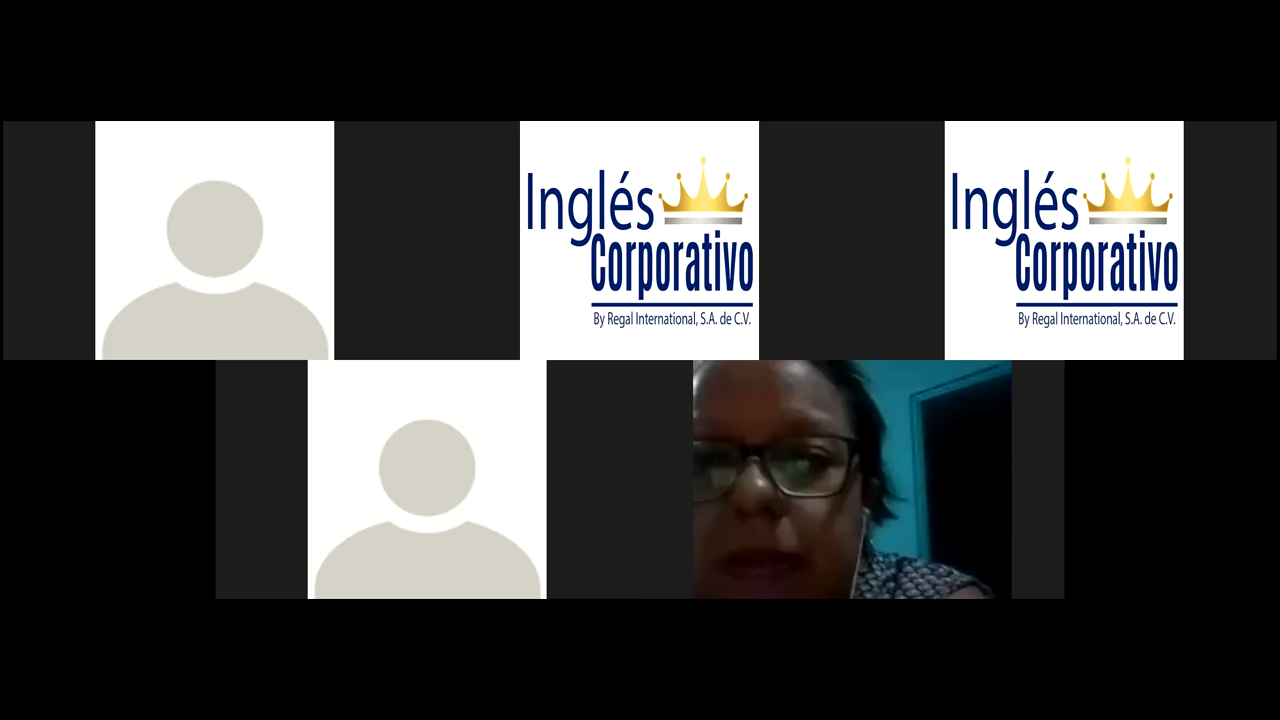 Inglés
Corporativo
By Regal International, S.A. de C.V.
Inglés
Corporativo
By Regal International, S.A. de C.V.